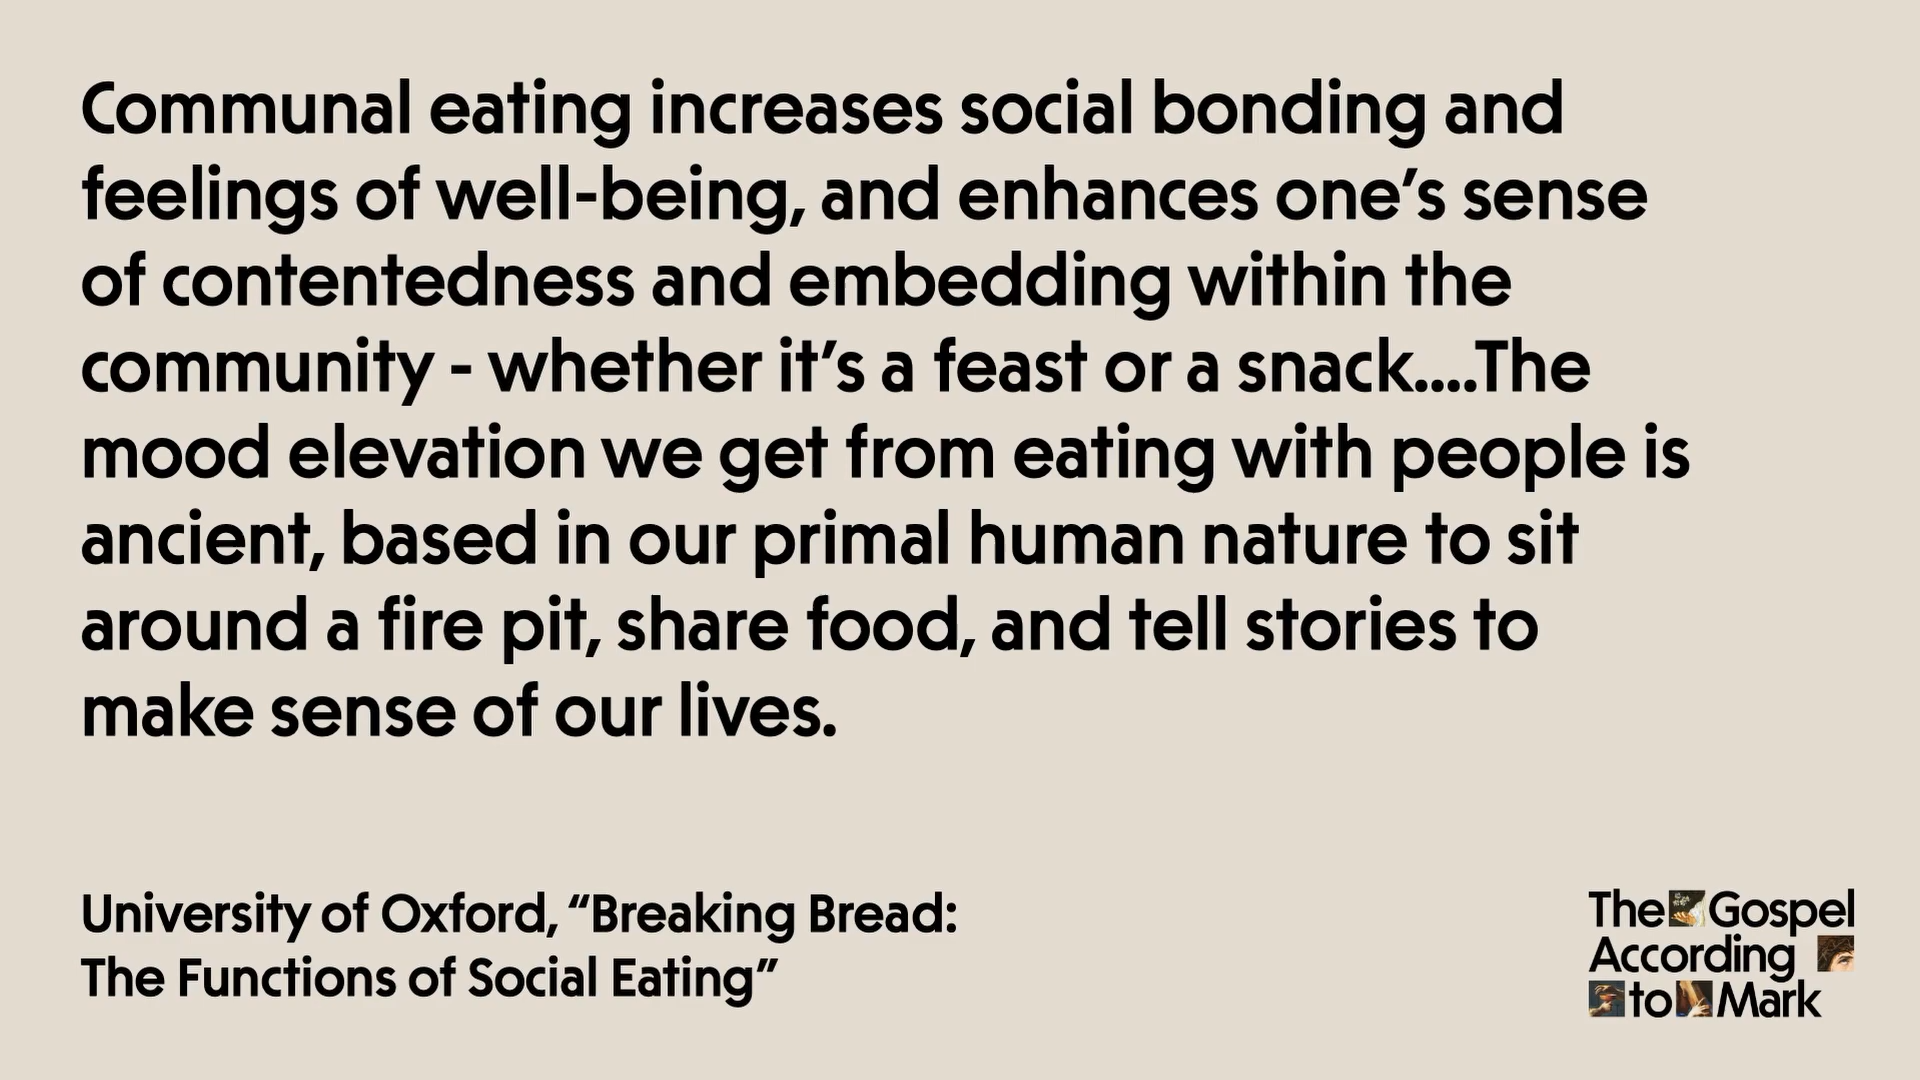 Communal eating increases social bonding and
feelings of well-being, and enhances one’s sense
of contentedness and embedding within the
community - whether it’s a feast or a snack....The
mood elevation we get from eating with people is
ancient, based in our primal human nature to sit
around a fire pit, share food, and tell stories to
make sense of our lives.
University of Oxford, “Breaking Bread:
The Functions of Social Eating”
The Gospel
According
to Mark